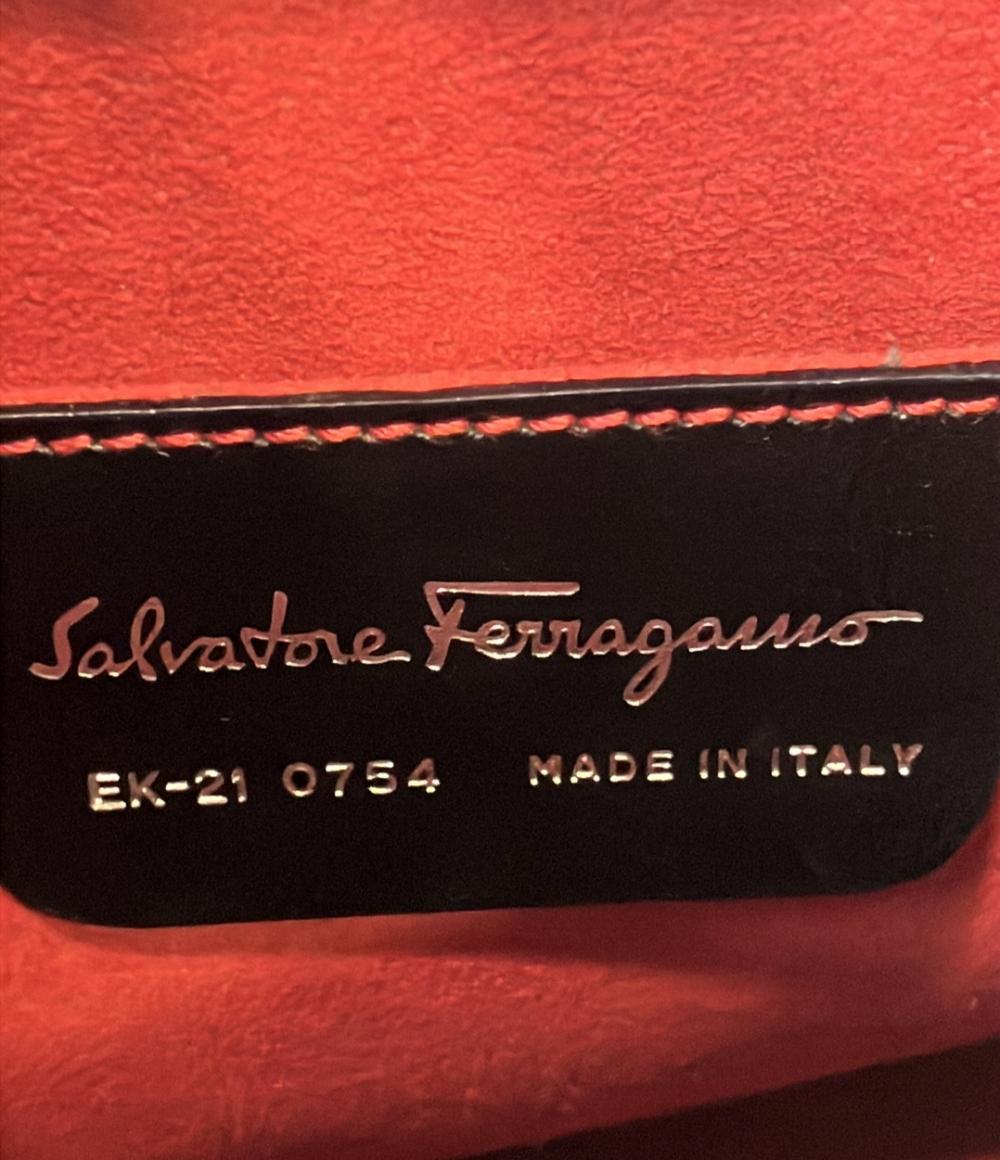 Salvatore Ferragamo
EK-21 0754 MADE IN ITALY